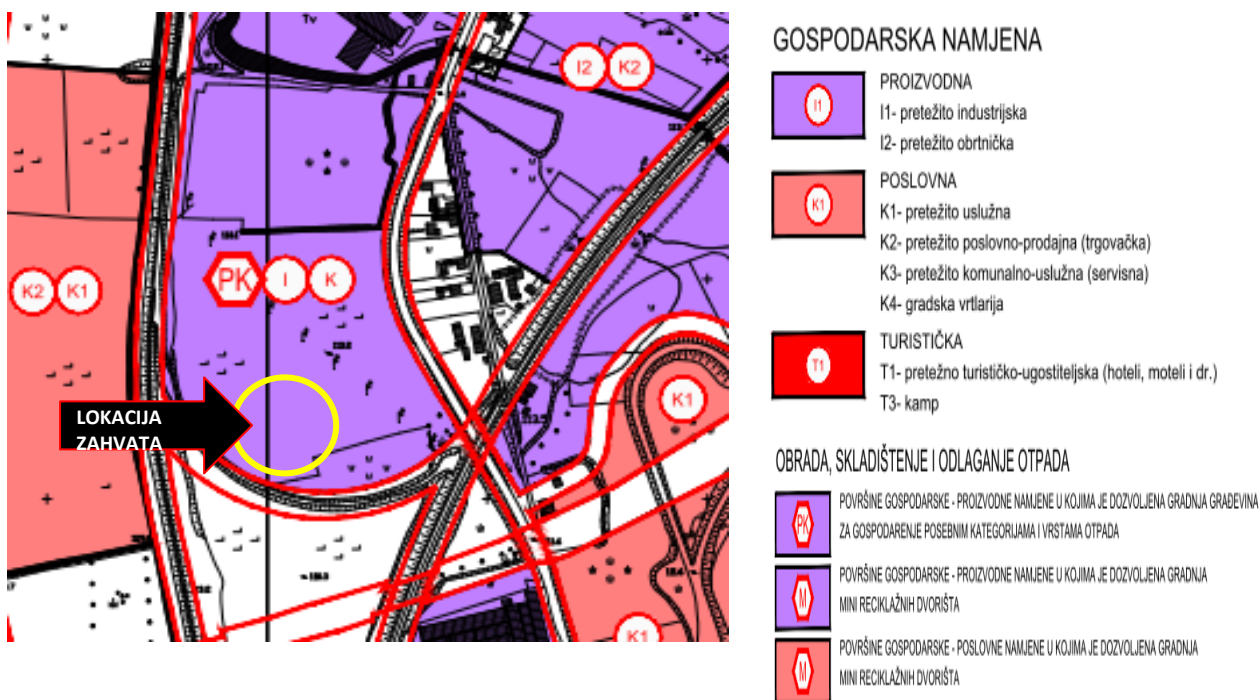 Tv
I2 K2
PK I K
K2 K1
K1
LOKACIJA
ZAHVATA
K1
GOSPODARSKA NAMJENA
I1
PROIZVODNA
I1- pretežito industrijska
I2- pretežito obrtnička
K1
POSLOVNA
K1- pretežito uslužna
K2- pretežito poslovno-prodajna (trgovačka)
K3- pretežito komunalno-uslužna (servisna)
K4- gradska vrtlarija
T1
TURISTIČKA
T1- pretežno turističko-ugostiteljska (hoteli, moteli i dr.)
T3- kamp
OBRADA, SKLADIŠTENJE I ODLAGANJE OTPADA
PK
POVRŠINE GOSPODARSKE - PROIZVODNE NAMJENE U KOJIMA JE DOZVOLJENA GRADNJA GRAĐEVINA
ZA GOSPODARENJE POSEBNIM KATEGORIJAMA I VRSTAMA OTPADA
M
POVRŠINE GOSPODARSKE - PROIZVODNE NAMJENE U KOJIMA JE DOZVOLJENA GRADNJA
MINI RECIKLAŽNIH DVORIŠTA
M
POVRŠINE GOSPODARSKE - POSLOVNE NAMJENE U KOJIMA JE DOZVOLJENA GRADNJA
MINI RECIKLAŽNIH DVORIŠTA